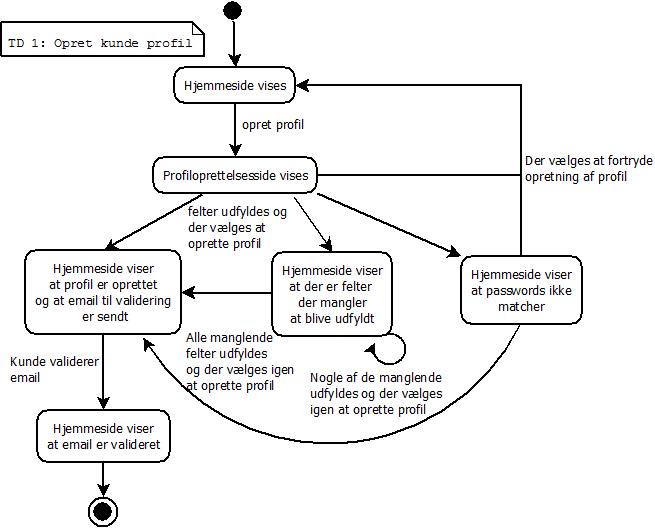 TD 1: Opret kunde profil
Hjemmeside vises
opret profil
Profiloprettelsesside vises
Der vælges at fortryde
opretning af profil
felter udfyldes og
der vælges at
oprette profil
Hjemmeside viser
at profil er oprettet
og at email til validering
er sendt
Hjemmeside viser
at der er felter
der mangler
at blive udfyldt
Hjemmeside viser
at passwords ikke
matcher
Alle manglende
felter udfyldes
og der vælges igen
at oprette profil
Kunde validerer
email
Nogle af de manglende
udfyldes og der vælges
igen at oprette profil
Hjemmeside viser
at email er valideret